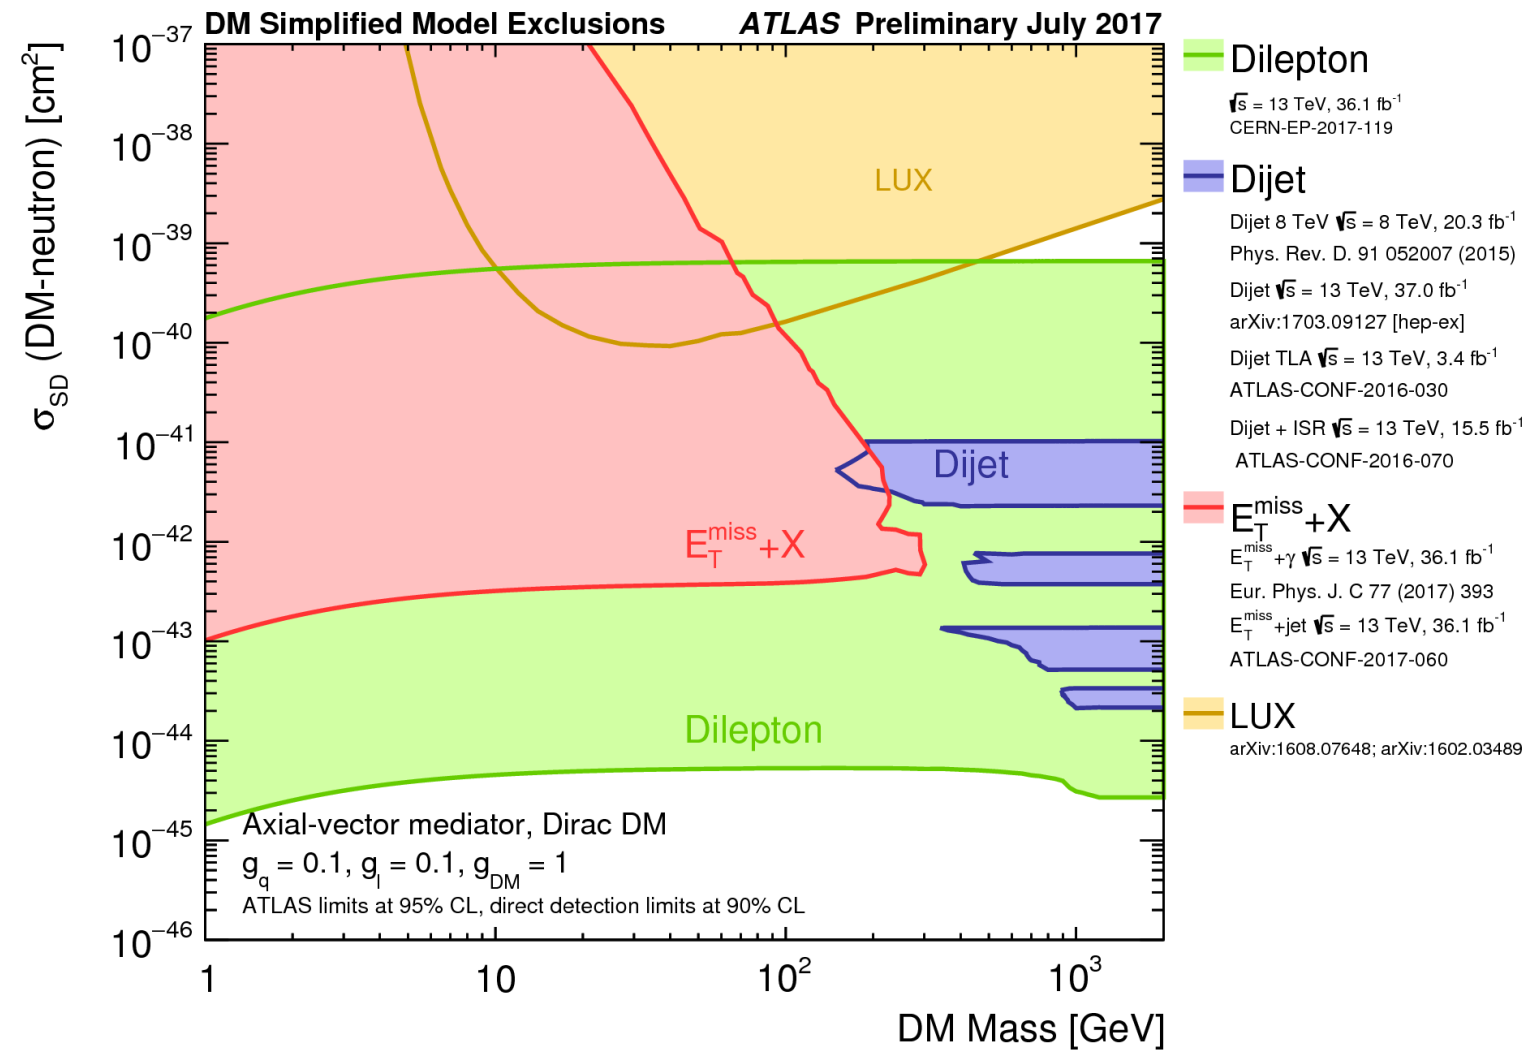 DM Simplified Model Exclusions ATLAS Preliminary July 2017
σSD (DM-neutron) [cm²]
10⁻³⁷
10⁻³⁸
10⁻³⁹
10⁻⁴⁰
10⁻⁴¹
10⁻⁴²
10⁻⁴³
10⁻⁴⁴
10⁻⁴⁵
10⁻⁴⁶
LUX
Dijet
E_T^miss+X
Dilepton
Axial-vector mediator, Dirac DM
g_q = 0.1, g_l = 0.1, g_DM = 1
ATLAS limits at 95% CL, direct detection limits at 90% CL
1 10 10² 10³
DM Mass [GeV]
Dilepton
√s = 13 TeV, 36.1 fb⁻¹
CERN-EP-2017-119
Dijet
Dijet 8 TeV √s = 8 TeV, 20.3 fb⁻¹
Phys. Rev. D. 91 052007 (2015)
Dijet √s = 13 TeV, 37.0 fb⁻¹
arXiv:1703.09127 [hep-ex]
Dijet TLA √s = 13 TeV, 3.4 fb⁻¹
ATLAS-CONF-2016-030
Dijet + ISR √s = 13 TeV, 15.5 fb⁻¹
ATLAS-CONF-2016-070
E_T^miss+X
E_T^miss+γ √s = 13 TeV, 36.1 fb⁻¹
Eur. Phys. J. C 77 (2017) 393
E_T^miss+jet √s = 13 TeV, 36.1 fb⁻¹
ATLAS-CONF-2017-060
LUX
arXiv:1608.07648; arXiv:1602.03489